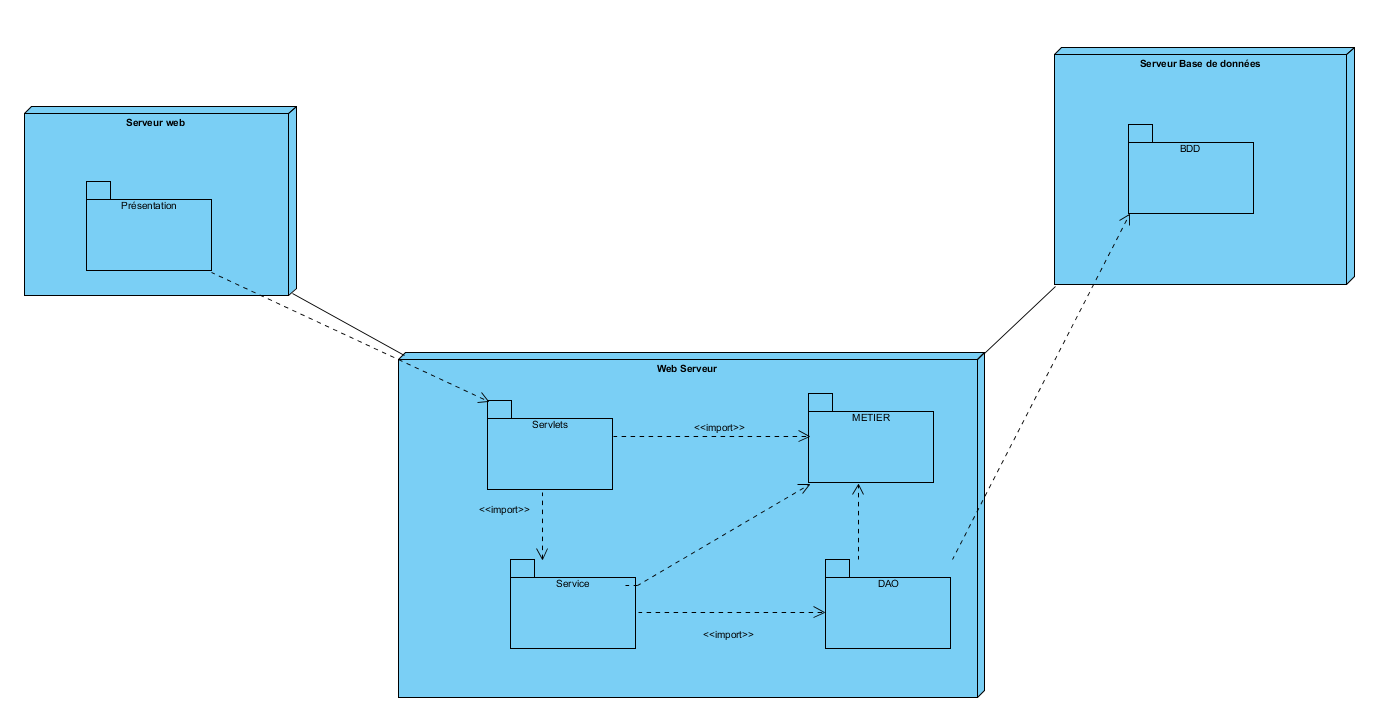 Serveur Base de données
Serveur web
BDD
Présentation
Web Serveur
Servlets
METIER
<<import>>
<<import>>
Service
DAO
<<import>>